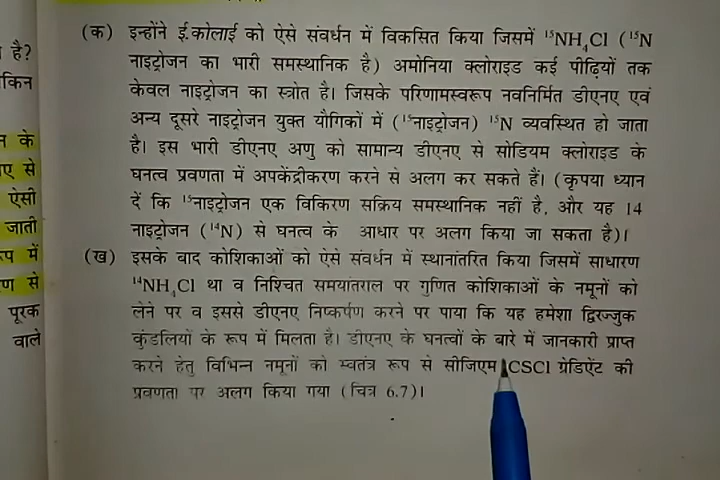 है?
किन
न के
ए से
ऐसी
जाती
रूप में
ण से
पूरक
वाले
(क) इन्होंने ई.कोलाई को ऐसे संवर्धन में विकसित किया जिसमें ¹⁵NH₄Cl (¹⁵N
नाइट्रोजन का भारी समस्थानिक है) अमोनिया क्लोराइड कई पीढ़ियों तक
केवल नाइट्रोजन का स्त्रोत है। जिसके परिणामस्वरूप नवनिर्मित डीएनए एवं
अन्य दूसरे नाइट्रोजन युक्त यौगिकों में (¹⁵नाइट्रोजन) ¹⁵N व्यवस्थित हो जाता
है। इस भारी डीएनए अणु को सामान्य डीएनए से सोडियम क्लोराइड के
घनत्व प्रवणता में अपकेंद्रीकरण करने से अलग कर सकते हैं। (कृपया ध्यान
दें कि ¹⁵नाइट्रोजन एक विकिरण सक्रिय समस्थानिक नहीं है, और यह 14
नाइट्रोजन (¹⁴N) से घनत्व के आधार पर अलग किया जा सकता है)।
(ख) इसके बाद कोशिकाओं को ऐसे संवर्धन में स्थानांतरित किया जिसमें साधारण
¹⁴NH₄Cl था व निश्चित समयांतराल पर गुणित कोशिकाओं के नमूनों को
लेने पर व इससे डीएनए निष्कर्षण करने पर पाया कि यह हमेशा द्विरज्जुक
कुंडलियों के रूप में मिलता है। डीएनए के घनत्वों के बारे में जानकारी प्राप्त
करने हेतु विभिन्न नमूनों को स्वतंत्र रूप से सीजिएम CSCl ग्रेडिऐंट की
प्रवणता पर अलग किया गया (चित्र 6.7)।